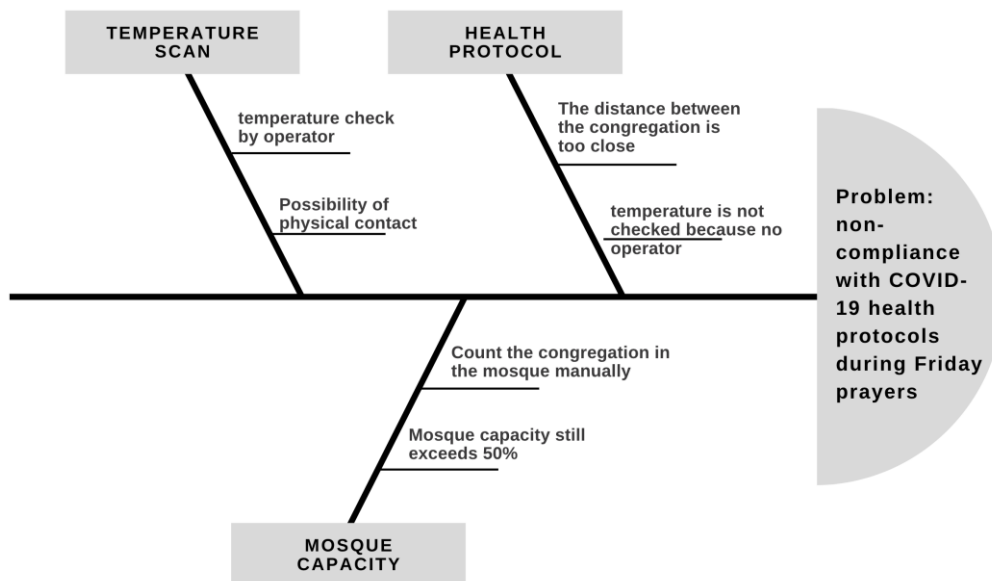 TEMPERATURE
SCAN
HEALTH
PROTOCOL
temperature check
by operator
Possibility of
physical contact
The distance between
the congregation is
too close
temperature is not
checked because no
operator
Problem:
non-
compliance
with COVID-
19 health
protocols
during Friday
prayers
Count the congregation in
the mosque manually
Mosque capacity still
exceeds 50%
MOSQUE
CAPACITY